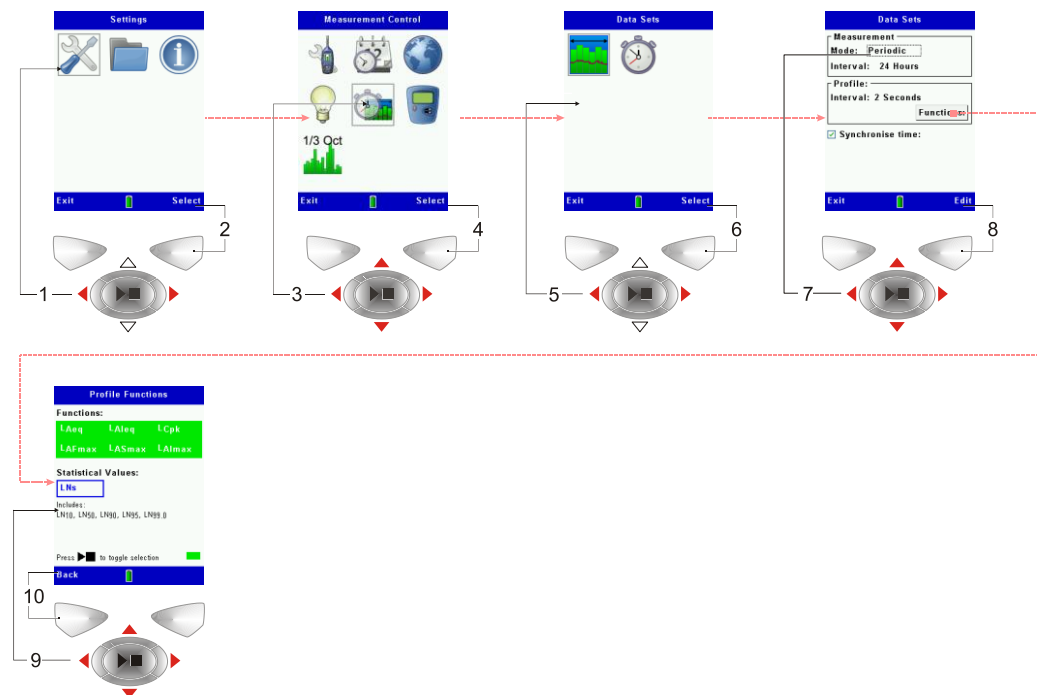 Settings
Exit
Select
1
2
Measurement Control
1/3 Oct
Exit
Select
3
4
Data Sets
Exit
Select
5
6
Data Sets
Measurement
Mode: Periodic
Interval: 24 Hours
Profile:
Interval: 2 Seconds
Synchronise time:
Exit
Edit
7
8
Profile Functions
Functions:
LAeq LAleq LCpk
LAFmax LASmax LAImax
Statistical Values:
LNs
Includes:
LN10, LN50, LN90, LN95, LN99.0
Press to toggle selection
Back
10
9